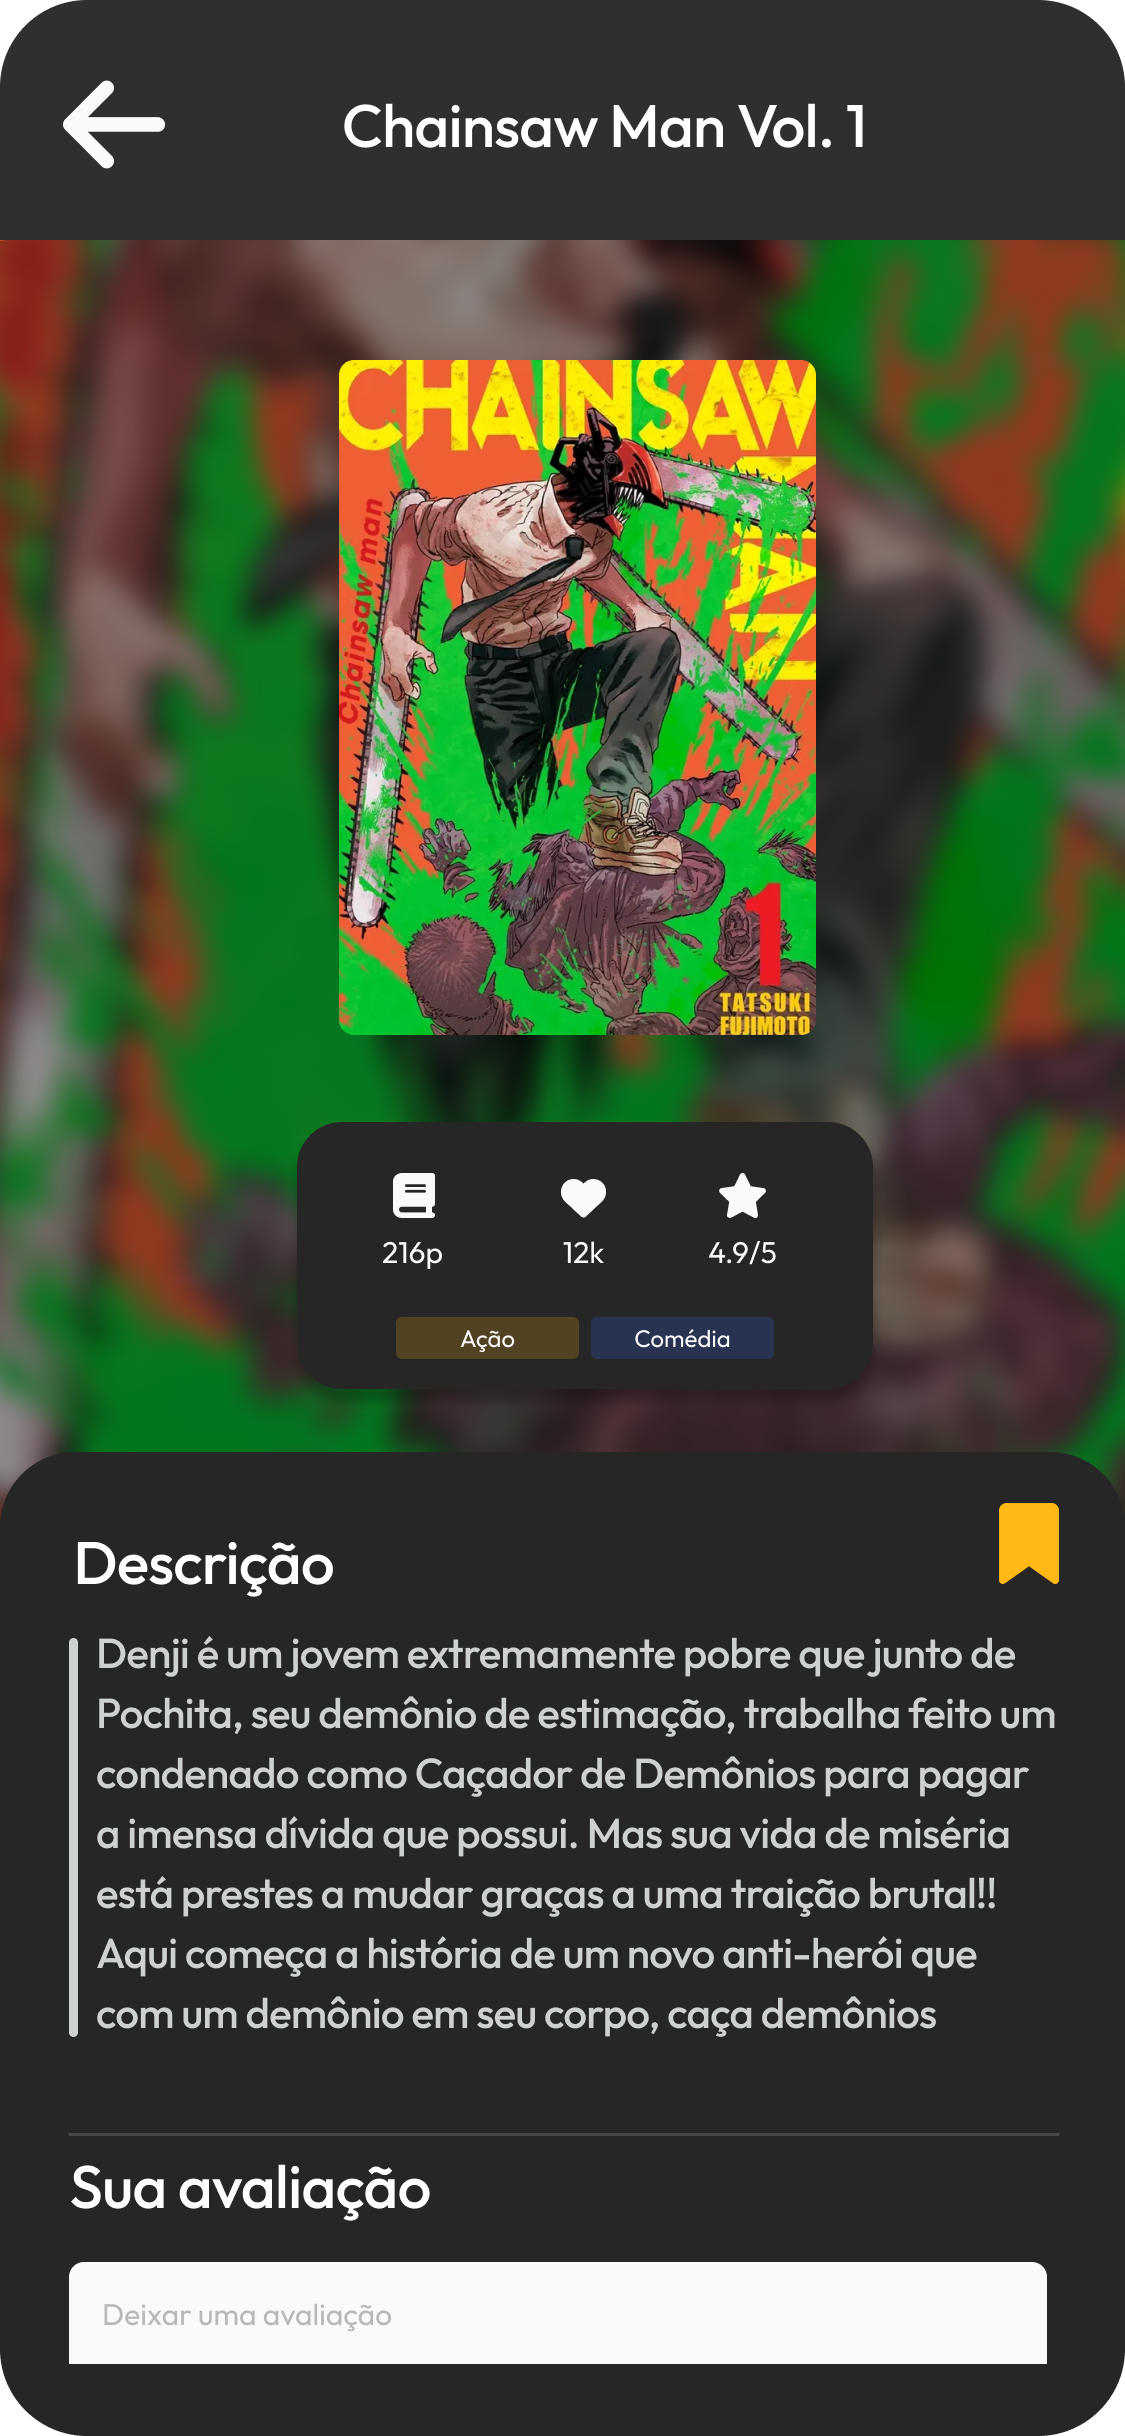 Chainsaw Man Vol. 1
CHAINSAW
MAN
Chainsaw man
1
TATSUKI
FUJIMOTO
216p
12k
4.9/5
Ação
Comédia
Descrição
Denji é um jovem extremamente pobre que junto de
Pochita, seu demônio de estimação, trabalha feito um
condenado como Caçador de Demônios para pagar
a imensa dívida que possui. Mas sua vida de miséria
está prestes a mudar graças a uma traição brutal!!
Aqui começa a história de um novo anti-herói que
com um demônio em seu corpo, caça demônios
Sua avaliação
Deixar uma avaliação